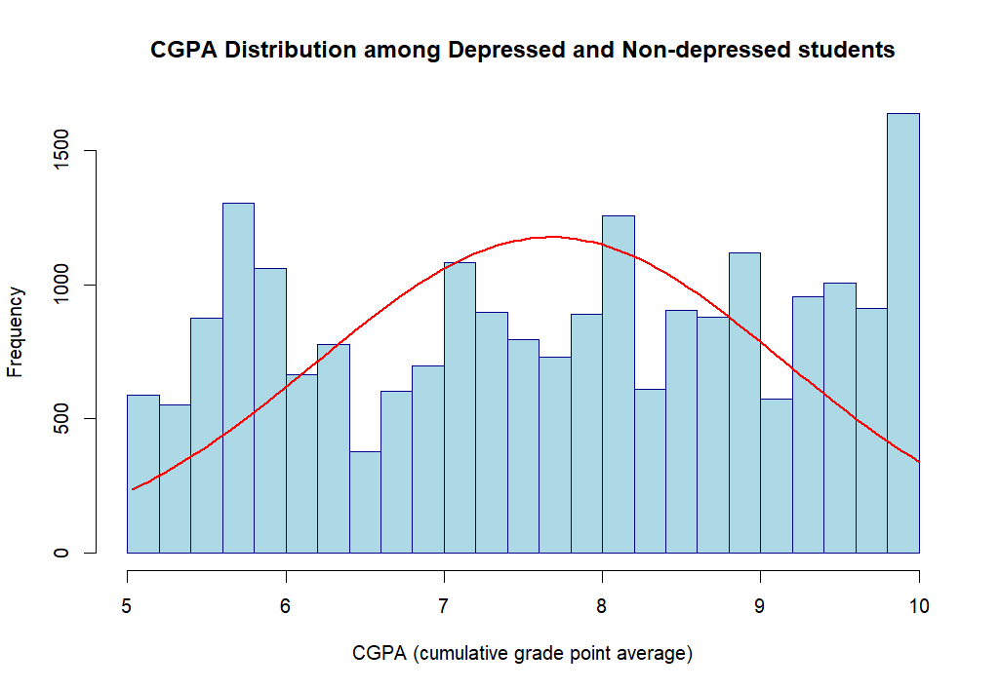 CGPA Distribution among Depressed and Non-depressed students
1500
1000
500
0
Frequency
5 6 7 8 9 10
CGPA (cumulative grade point average)